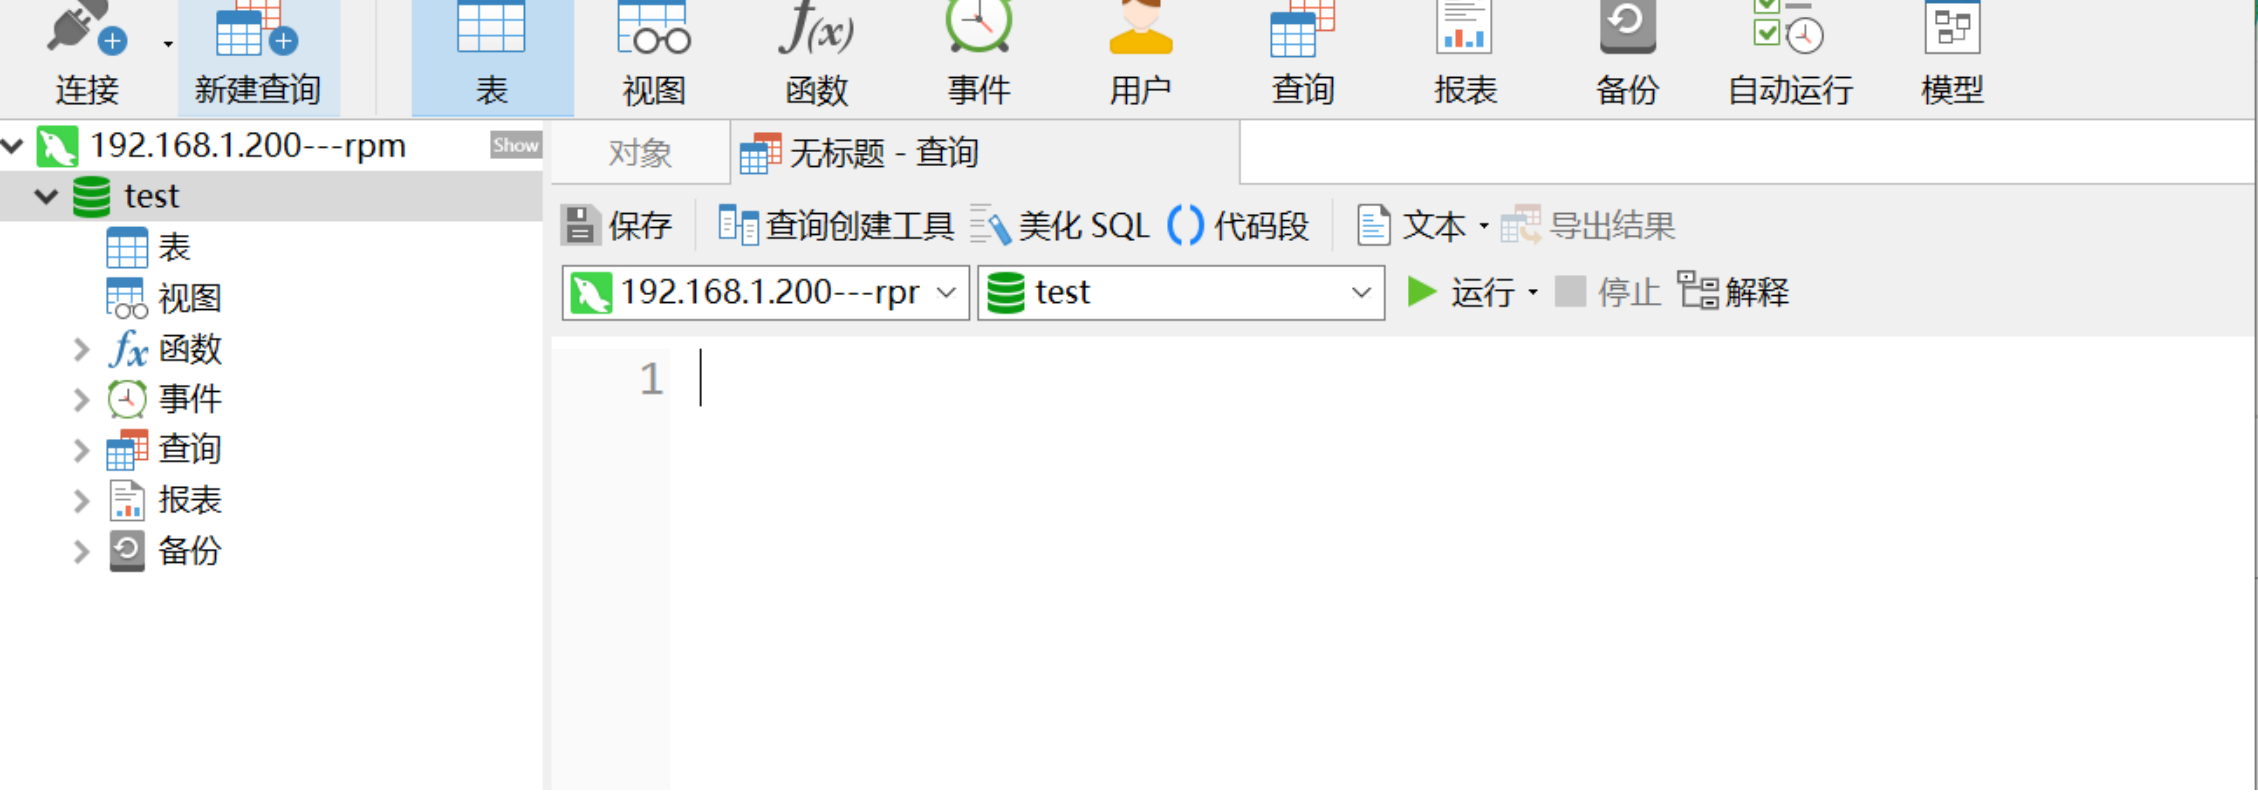 连接 新建查询 表 视图 函数 事件 用户 查询 报表 备份 自动运行 模型
f(x)
192.168.1.200---rpm Show
test
表
视图
fx 函数
事件
查询
报表
备份
对象 无标题 - 查询
保存 查询创建工具 美化 SQL 代码段 文本 导出结果
192.168.1.200---rpr test 运行 停止 解释
1